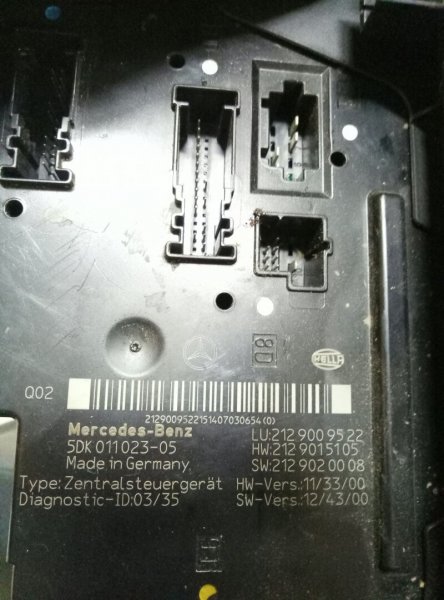 08
HELLA
Q02
2129009522151407030654(0)
Mercedes-Benz
5DK 011 023-05
Made in Germany
Type: Zentralsteuergerät
Diagnostic-ID:03/35
LU:212 900 95 22
HW:212 901 51 05
SW:212 902 00 08
HW-Vers.:11/33/00
SW-Vers.:12/43/00